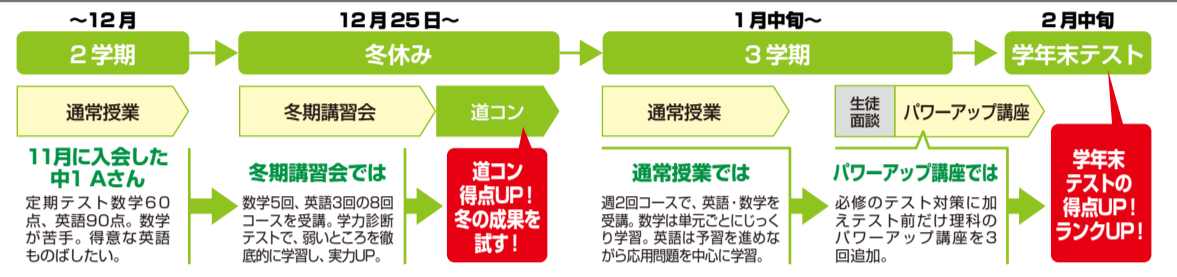 ～12月
12月25日～
1月中旬～
2月中旬
2学期
冬休み
3学期
学年末テスト
通常授業
冬期講習会
道コン
通常授業
生徒
面談
パワーアップ講座
11月に入会した
中1 Aさん
定期テスト数学60
点、英語90点。数学
が苦手。得意な英語
ものばしたい。
冬期講習会では
数学5回、英語3回の8回
コースを受講。学力診断
テストで、弱いところを徹
底的に学習し、実力UP。
道コン
得点UP！
冬の成果を
試す！
通常授業では
週2回コースで、英語・数学を
受講。数学は単元ごとにじっく
り学習。英語は予習を進めな
がら応用問題を中心に学習。
パワーアップ講座では
必修のテスト対策に加
えテスト前だけ理科の
パワーアップ講座を3
回追加。
学年末
テストの
得点UP！
ランクUP！